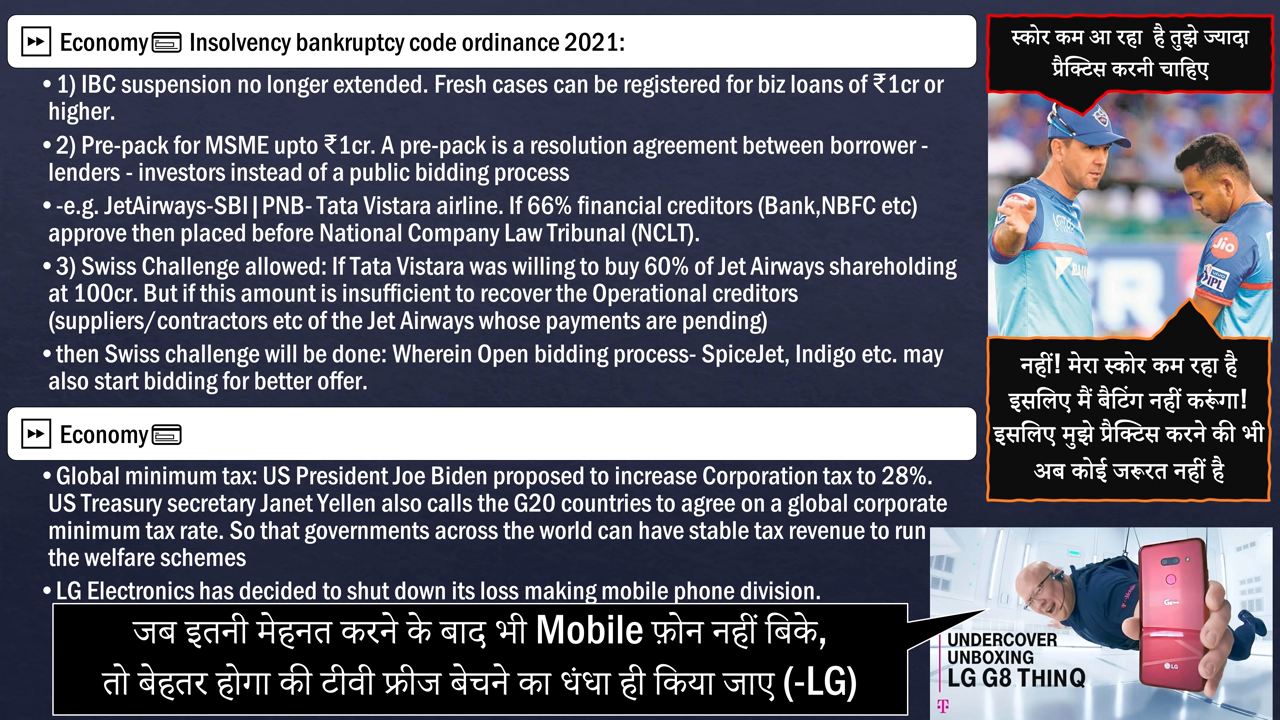 Economy Insolvency bankruptcy code ordinance 2021:
• 1) IBC suspension no longer extended. Fresh cases can be registered for biz loans of ₹1cr or
higher.
• 2) Pre-pack for MSME upto ₹1cr. A pre-pack is a resolution agreement between borrower -
lenders - investors instead of a public bidding process
• -e.g. JetAirways-SBI|PNB- Tata Vistara airline. If 66% financial creditors (Bank,NBFC etc)
approve then placed before National Company Law Tribunal (NCLT).
• 3) Swiss Challenge allowed: If Tata Vistara was willing to buy 60% of Jet Airways shareholding
at 100cr. But if this amount is insufficient to recover the Operational creditors
(suppliers/contractors etc of the Jet Airways whose payments are pending)
• then Swiss challenge will be done: Wherein Open bidding process- SpiceJet, Indigo etc. may
also start bidding for better offer.
Economy
• Global minimum tax: US President Joe Biden proposed to increase Corporation tax to 28%.
US Treasury secretary Janet Yellen also calls the G20 countries to agree on a global corporate
minimum tax rate. So that governments across the world can have stable tax revenue to run
the welfare schemes
• LG Electronics has decided to shut down its loss making mobile phone division.
जब इतनी मेहनत करने के बाद भी Mobile फ़ोन नहीं बिके,
तो बेहतर होगा की टीवी फ्रीज बेचने का धंधा ही किया जाए (-LG)
स्कोर कम आ रहा है तुझे ज्यादा
प्रैक्टिस करनी चाहिए
Jio
IPL
नहीं! मेरा स्कोर कम रहा है
इसलिए मैं बैटिंग नहीं करूंगा!
इसलिए मुझे प्रैक्टिस करने की भी
अब कोई जरूरत नहीं है
UNDERCOVER
UNBOXING
LG G8 THINQ
T
LG